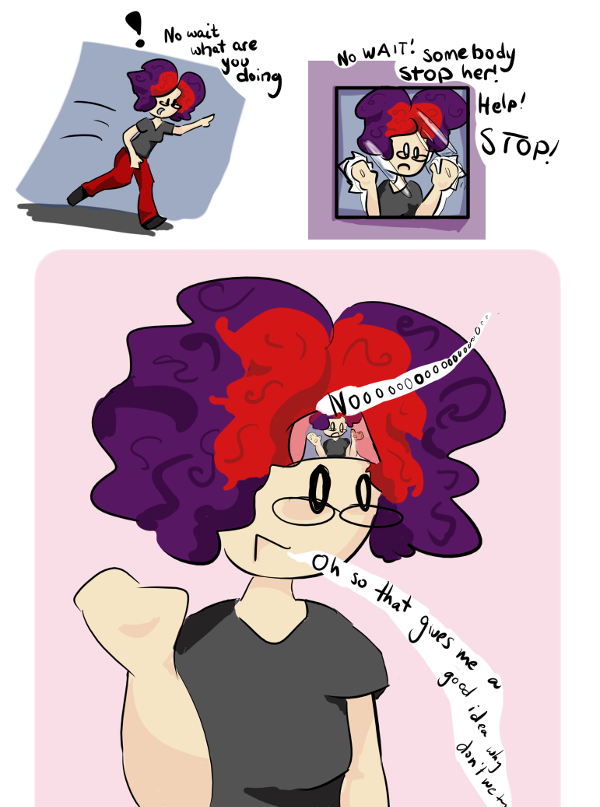 !
No wait
what are
you
doing
No WAIT! somebody
STOP her!
Help!
STOP!
Noooooooooooooooooooooo
Oh so that gives me a
good idea why
don't we